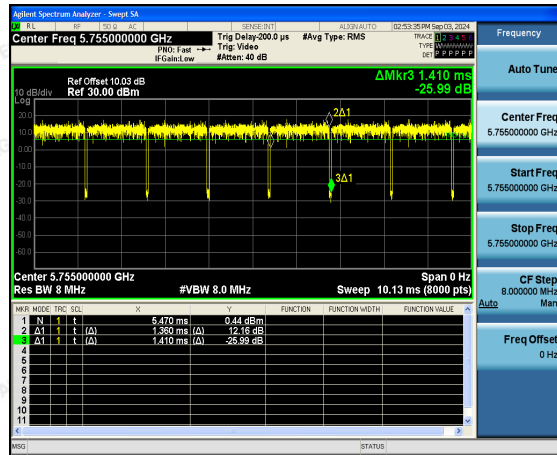 Agilent Spectrum Analyzer - Swept SA
RL RF 50 Ω AC SENSE:INT ALIGNAUTO 02:53:35 PM Sep 03, 2024
Center Freq 5.755000000 GHz
PNO: Fast
IFGain:Low
Trig Delay-200.0 µs
Trig: Video
#Atten: 40 dB
#Avg Type: RMS
TRACE 1 2 3 4 5 6
TYPE WWWWWWW
DET P P P P P P
Frequency
Auto Tune
Center Freq
5.755000000 GHz
Start Freq
5.755000000 GHz
Stop Freq
5.755000000 GHz
CF Step
8.000000 MHz
Auto Man
Freq Offset
0 Hz
Ref Offset 10.03 dB
10 dB/div Ref 30.00 dBm
ΔMkr3 1.410 ms
-25.99 dB
Log
20.0
10.0
0.00
-10.0
-20.0
-30.0
-40.0
-50.0
-60.0
2Δ1
3Δ1
Center 5.755000000 GHz Span 0 Hz
Res BW 8 MHz #VBW 8.0 MHz Sweep 10.13 ms (8000 pts)
MKR MODE TRC SCL X Y FUNCTION FUNCTION WIDTH FUNCTION VALUE
1 N 1 t 5.470 ms 0.44 dBm
2 Δ1 1 t (Δ) 1.360 ms (Δ) 12.16 dB
3 Δ1 1 t (Δ) 1.410 ms (Δ) -25.99 dB
4
5
6
7
8
9
10
11
MSG STATUS